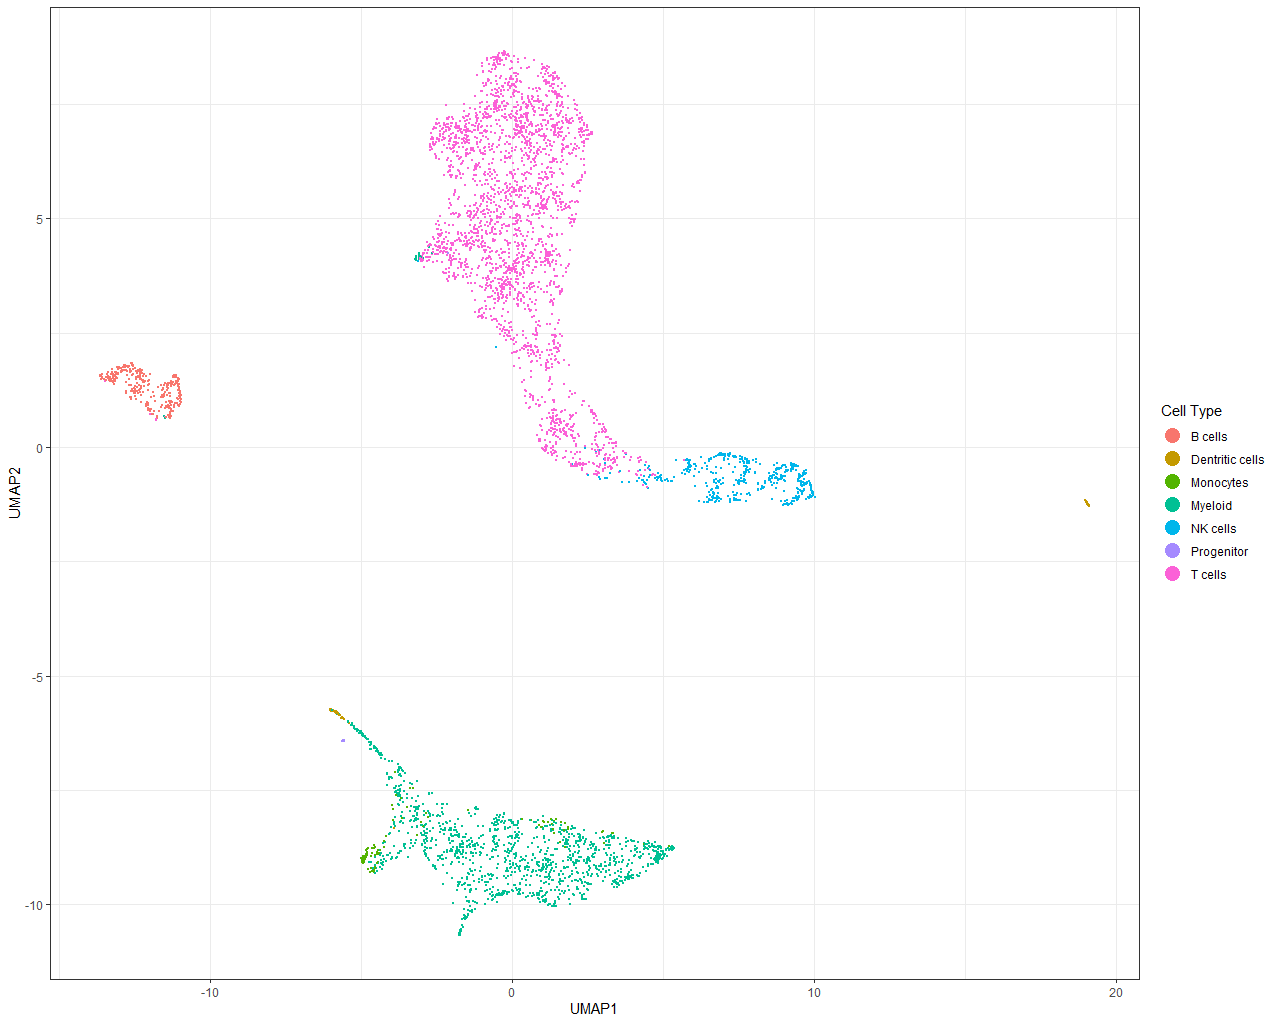 5
0
-5
-10
UMAP2
-10
0
10
20
UMAP1
Cell Type
B cells
Dentritic cells
Monocytes
Myeloid
NK cells
Progenitor
T cells